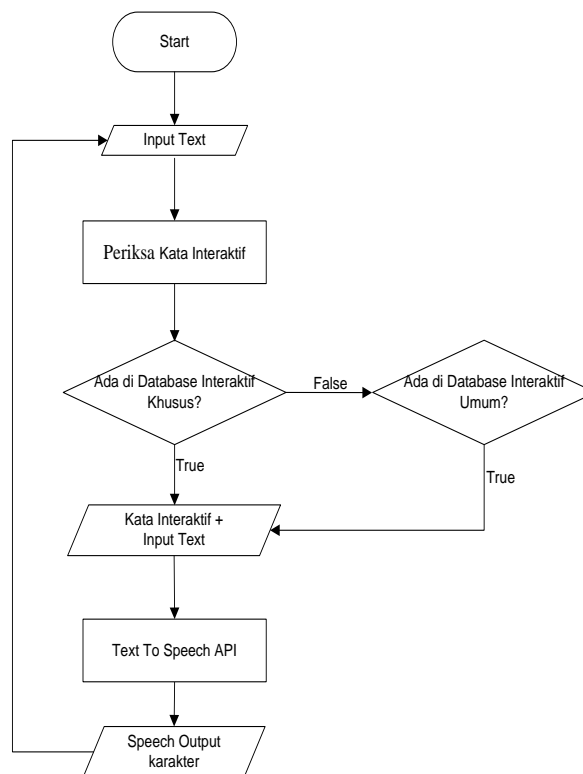 Start
Input Text
Periksa Kata Interaktif
Ada di Database Interaktif
Khusus?
False
Ada di Database Interaktif
Umum?
True
True
Kata Interaktif +
Input Text
Text To Speech API
Speech Output
karakter